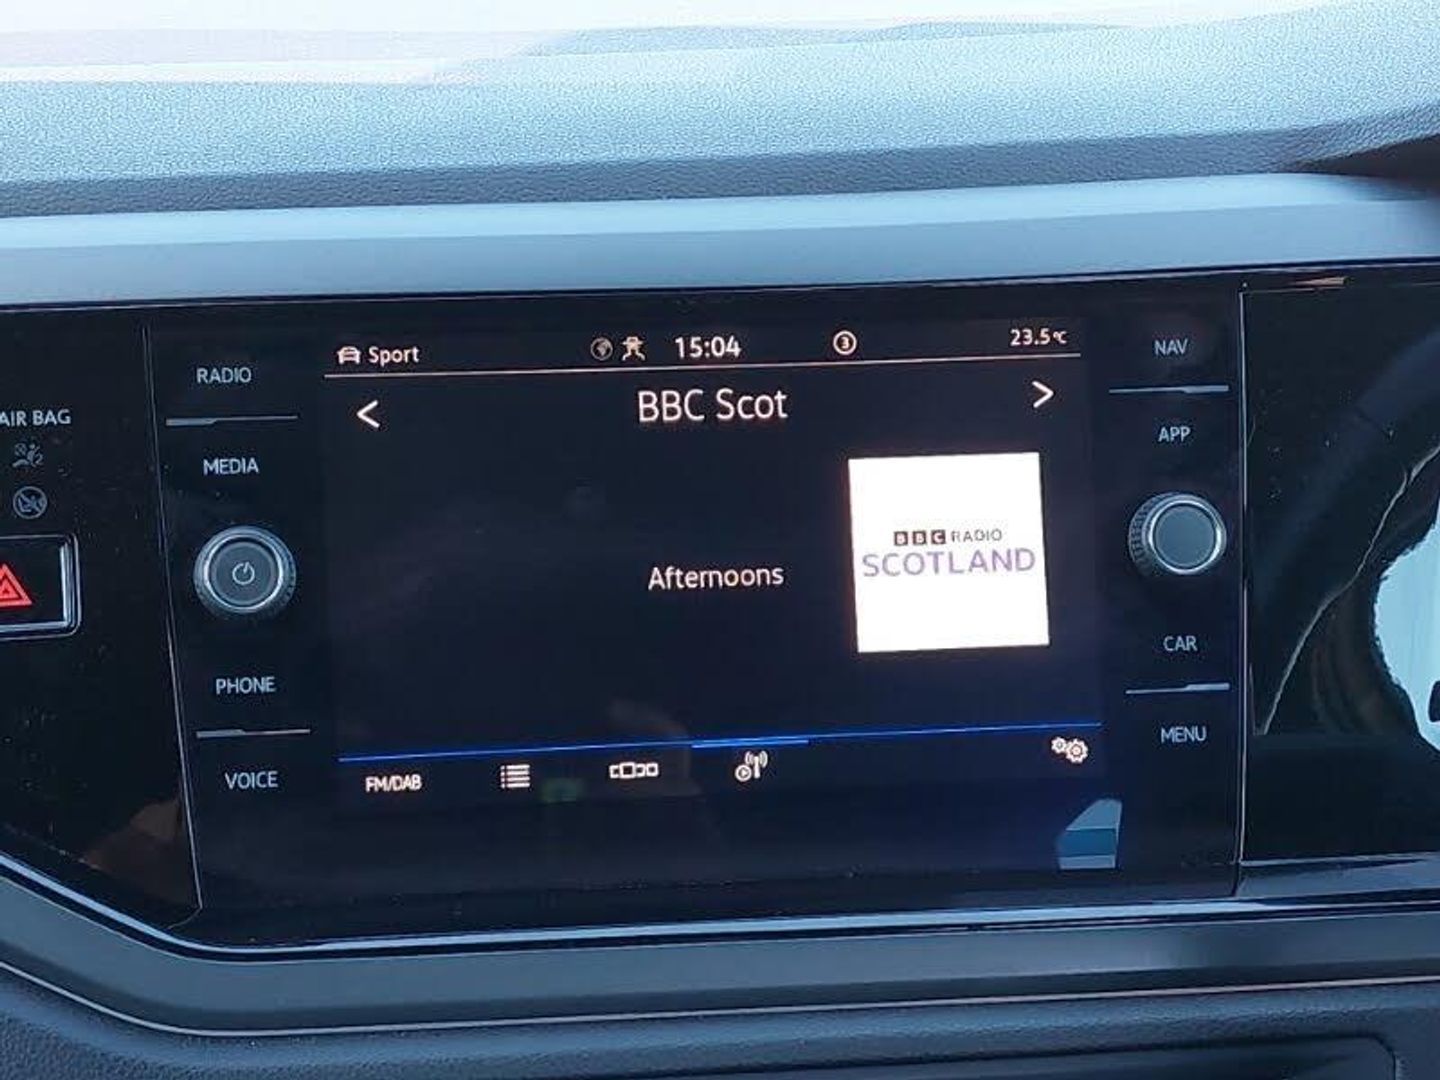 Sport
15:04
3
23.5°C
RADIO
NAV
< BBC Scot >
AIR BAG
APP
MEDIA
BBC RADIO
SCOTLAND
Afternoons
CAR
PHONE
MENU
VOICE
FM/DAB